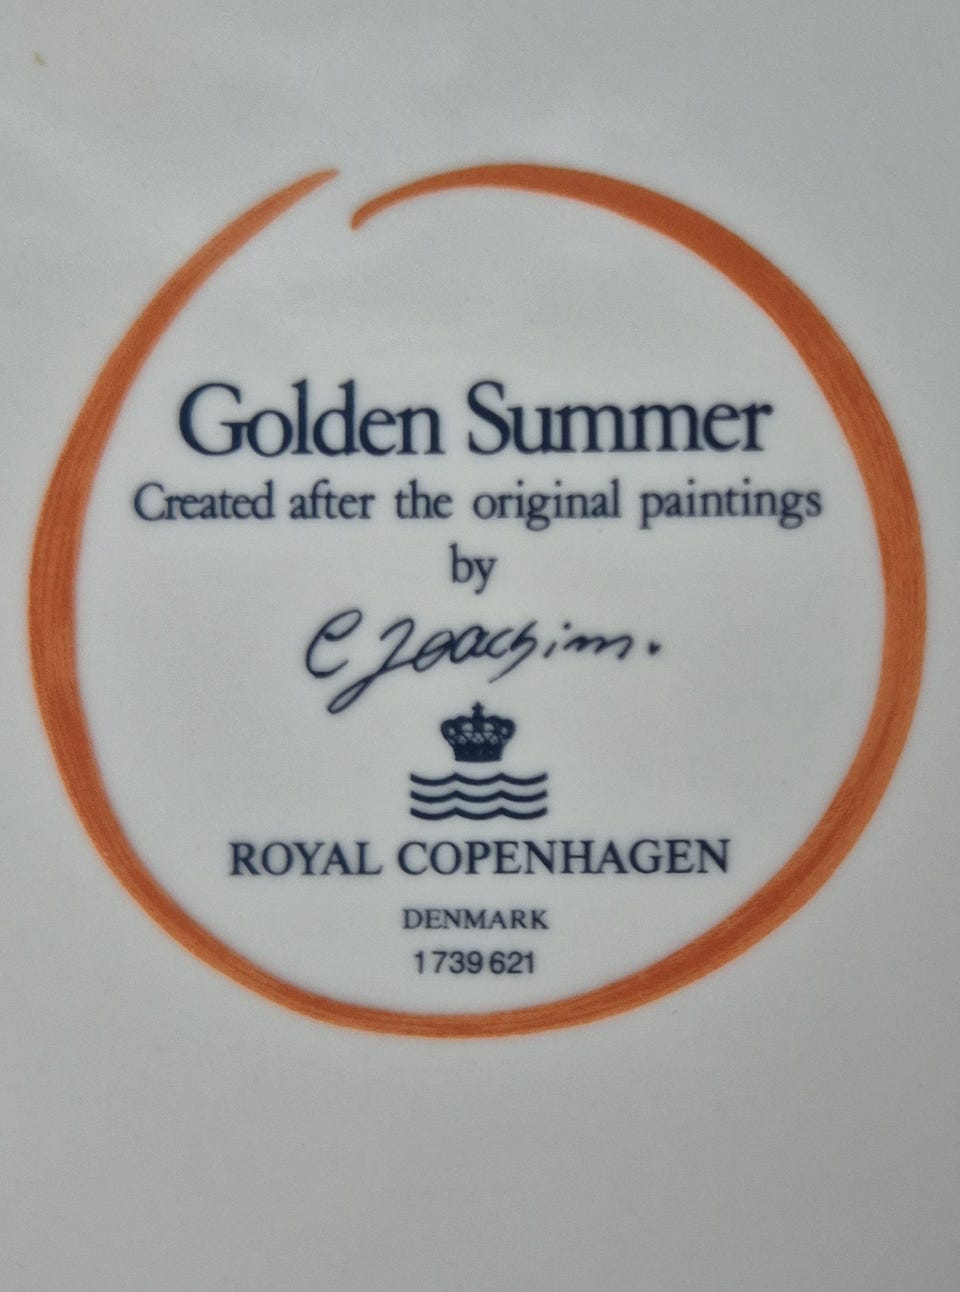 Golden Summer
Created after the original paintings
by
C Joachim.
ROYAL COPENHAGEN
DENMARK
1739621